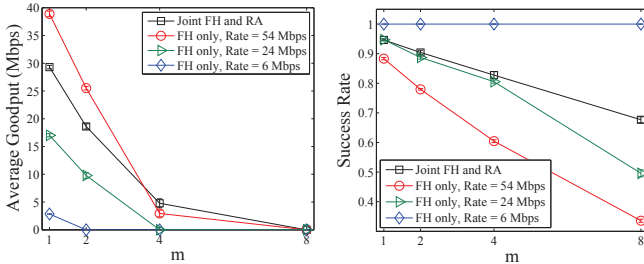 40
35
30
25
20
15
10
5
0
Average Goodput (Mbps)
Joint FH and RA
FH only, Rate = 54 Mbps
FH only, Rate = 24 Mbps
FH only, Rate = 6 Mbps
1 2 4 8
m
1
0.9
0.8
0.7
0.6
0.5
0.4
Success Rate
Joint FH and RA
FH only, Rate = 54 Mbps
FH only, Rate = 24 Mbps
FH only, Rate = 6 Mbps
1 2 4 8
m